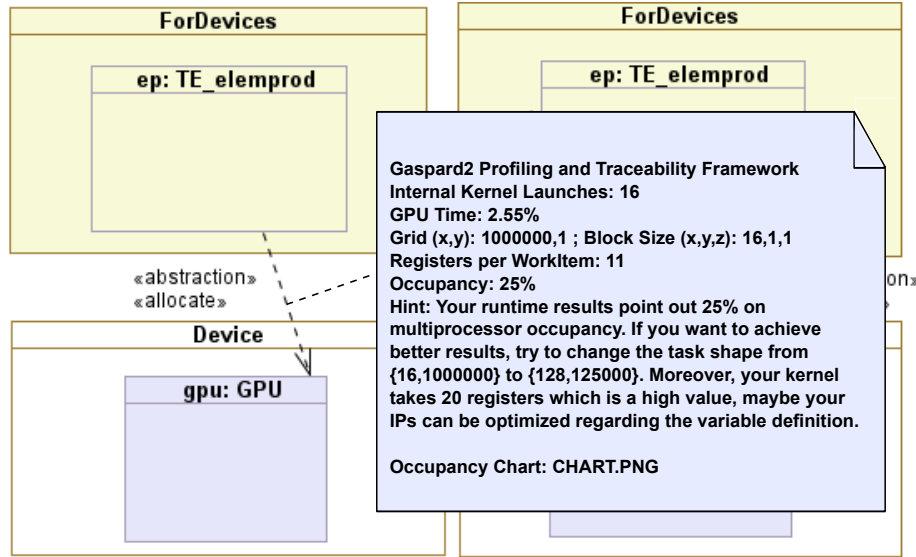 ForDevices
ForDevices
ep: TE_elemprod
ep: TE_elemprod
Gaspard2 Profiling and Traceability Framework
Internal Kernel Launches: 16
GPU Time: 2.55%
Grid (x,y): 1000000,1 ; Block Size (x,y,z): 16,1,1
Registers per WorkItem: 11
Occupancy: 25%
Hint: Your runtime results point out 25% on
multiprocessor occupancy. If you want to achieve
better results, try to change the task shape from
{16,1000000} to {128,125000}. Moreover, your kernel
takes 20 registers which is a high value, maybe your
IPs can be optimized regarding the variable definition.
Occupancy Chart: CHART.PNG
«abstraction»
«allocate»
on»
Device
gpu: GPU